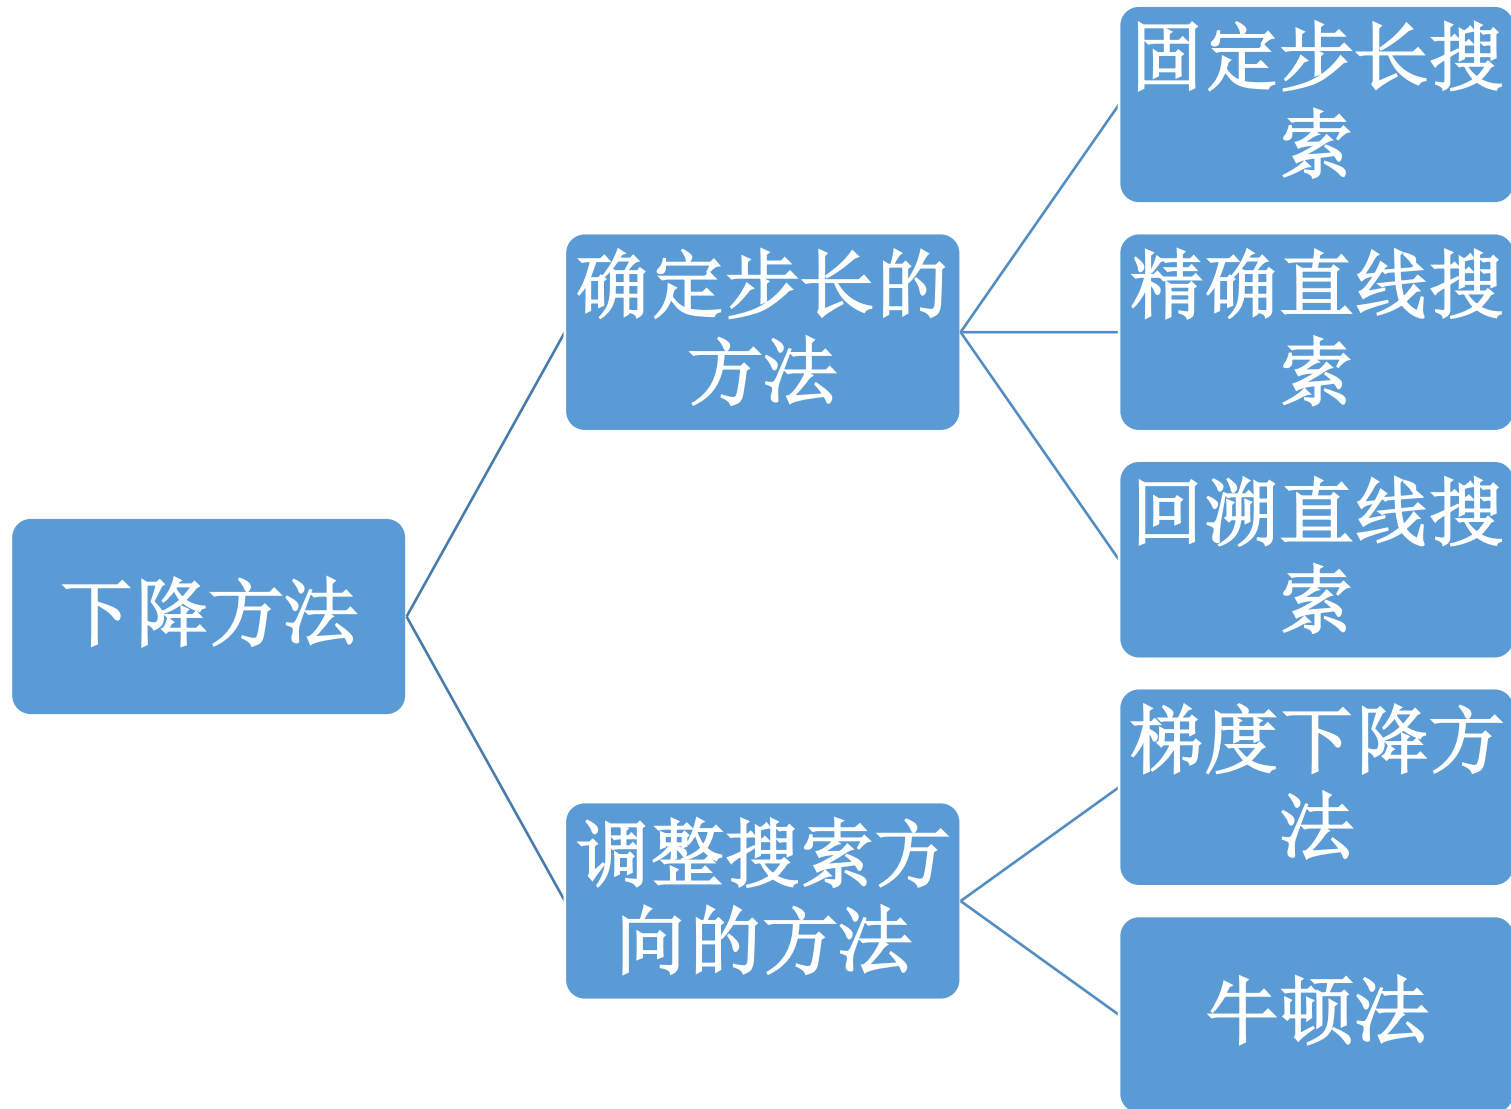 固定步长搜
索
确定步长的
方法
精确直线搜
索
回溯直线搜
索
下降方法
调整搜索方
向的方法
梯度下降方
法
牛顿法